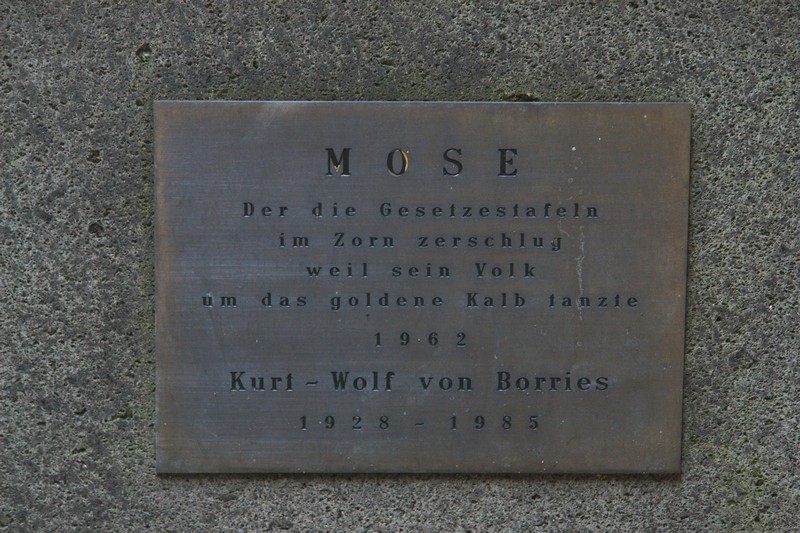 MOSE
Der die Gesetzestafeln
im Zorn zerschlug
weil sein Volk
um das goldene Kalb tanzte
1962
Kurt-Wolf von Borries
1928-1985